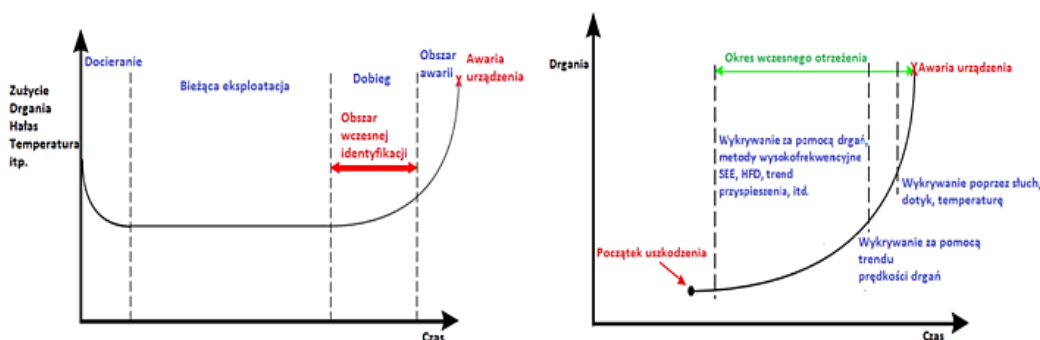 Docieranie
Bieżąca eksploatacja
Dobieg
Obszar
awarii
Awaria
urządzenia
Zużycie
Drgania
Hałas
Temperatura
itp.
Obszar
wczesnej
identyfikacji
Czas
Drgania
Okres wczesnego otrzeżenia
Awaria urządzenia
Wykrywanie za pomocą drgań,
metody wysokofrekwencyjne
SEE, HFD, trend
przyspieszenia, itd.
Wykrywanie poprzez słuch,
dotyk, temperaturę
Początek uszkodzenia
Wykrywanie za pomocą
trendu
prędkości drgań
Czas